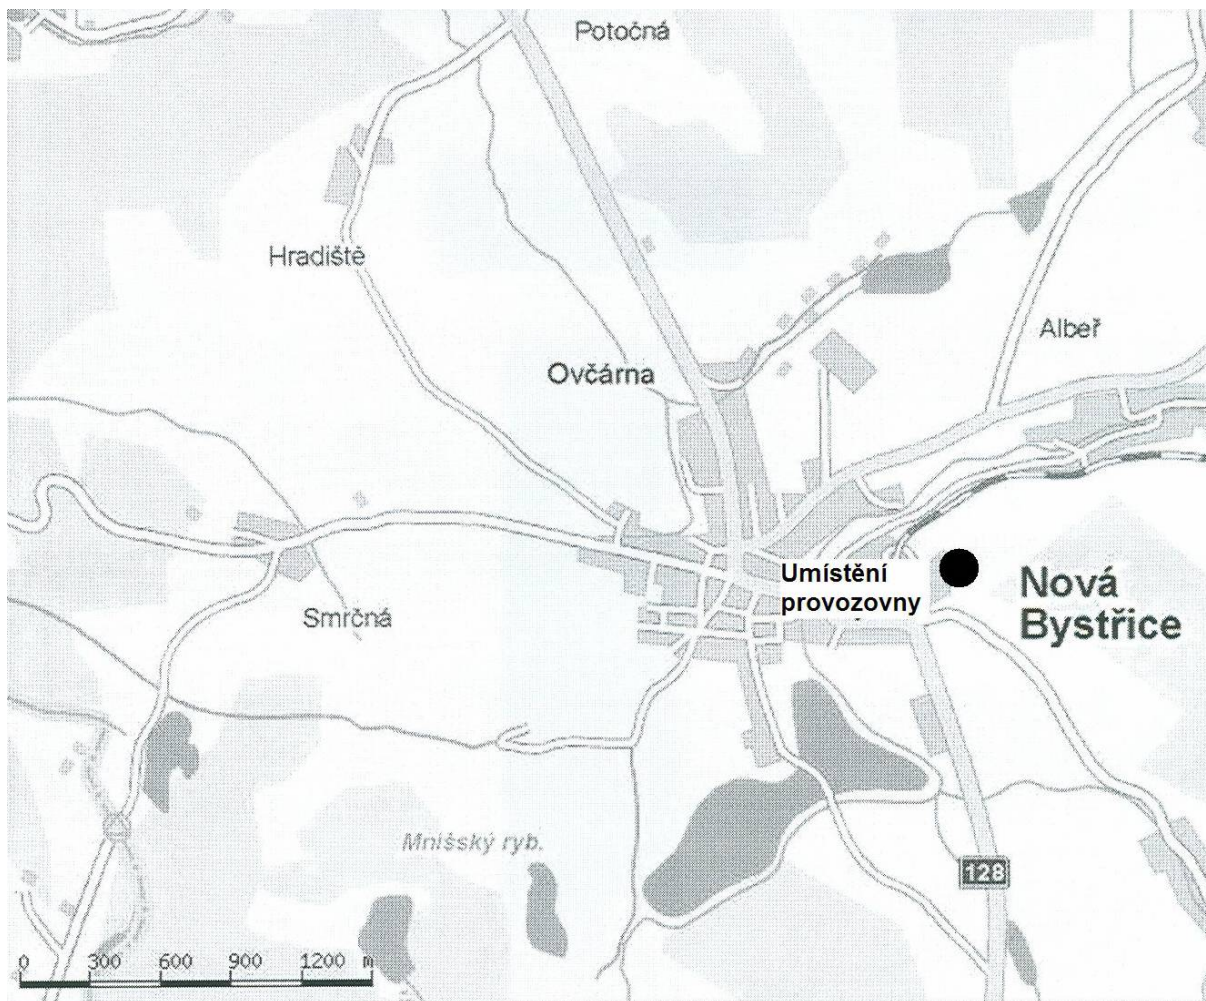 Potočná
Hradiště
Albeř
Ovčárna
Umístění
provozovny
Nová
Bystřice
Smrčná
Mnišský ryb.
128
0 300 600 900 1200 m